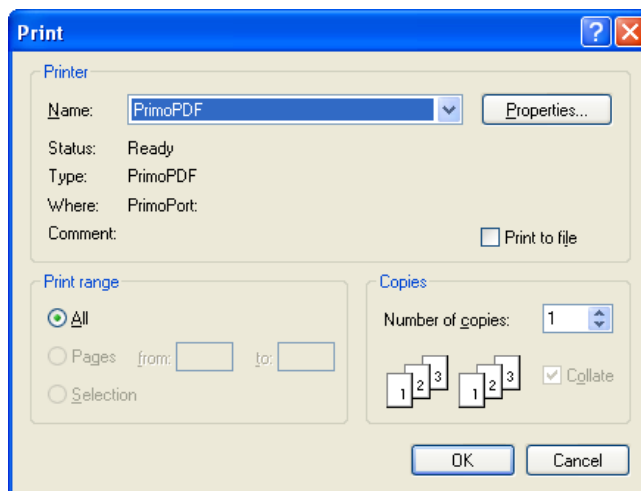 Print
Printer
Name: PrimoPDF Properties...
Status: Ready
Type: PrimoPDF
Where: PrimoPort:
Comment:
Print to file
Print range
All
Pages from: to:
Selection
Copies
Number of copies: 1
1 2 3 1 2 3
Collate
OK Cancel